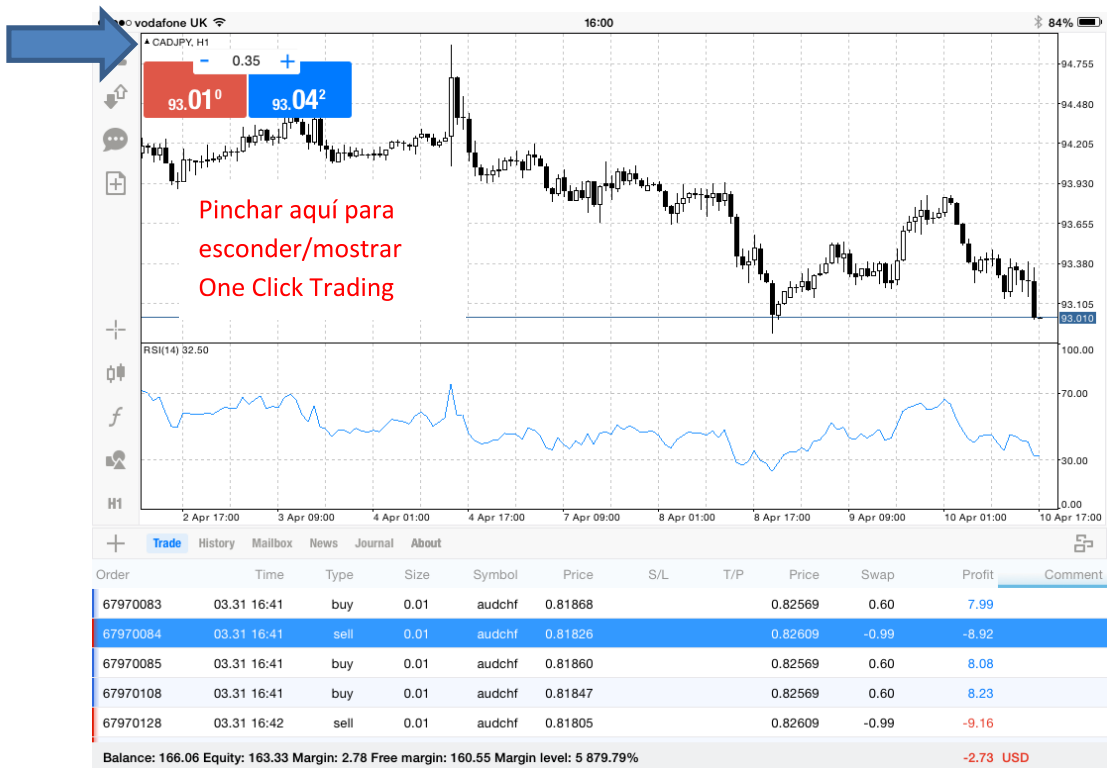 vodafone UK 16:00 84%
▲ CADJPY, H1
- 0.35 +
93.01⁰ 93.04²
Pinchar aquí para
esconder/mostrar
One Click Trading
94.755
94.480
94.205
93.930
93.655
93.380
93.105
93.010
RSI(14) 32.50
100.00
70.00
30.00
0.00
f
H1
2 Apr 17:00 3 Apr 09:00 4 Apr 01:00 4 Apr 17:00 7 Apr 09:00 8 Apr 01:00 8 Apr 17:00 9 Apr 09:00 10 Apr 01:00 10 Apr 17:00
Trade History Mailbox News Journal About
Order Time Type Size Symbol Price S/L T/P Price Swap Profit Comment
67970083 03.31 16:41 buy 0.01 audchf 0.81868 0.82569 0.60 7.99
67970084 03.31 16:41 sell 0.01 audchf 0.81826 0.82609 -0.99 -8.92
67970085 03.31 16:41 buy 0.01 audchf 0.81860 0.82569 0.60 8.08
67970108 03.31 16:41 buy 0.01 audchf 0.81847 0.82569 0.60 8.23
67970128 03.31 16:42 sell 0.01 audchf 0.81805 0.82609 -0.99 -9.16
Balance: 166.06 Equity: 163.33 Margin: 2.78 Free margin: 160.55 Margin level: 5 879.79% -2.73 USD